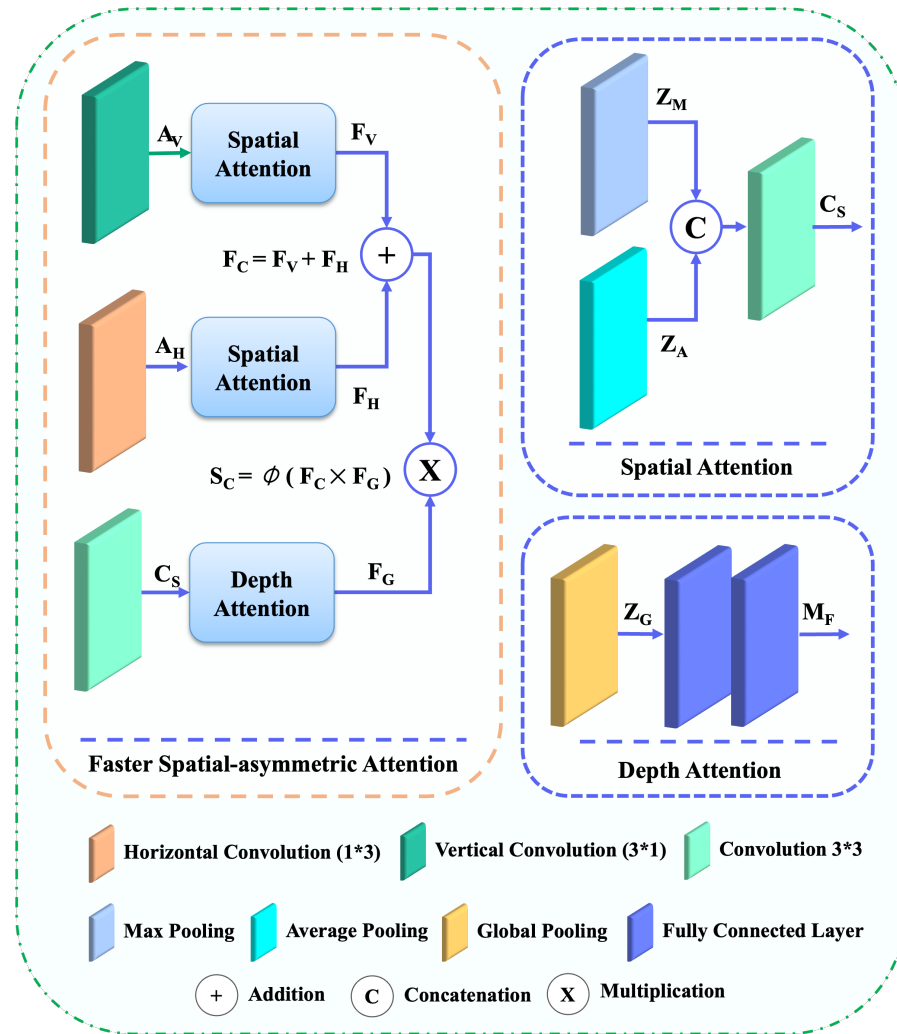 A_V
Spatial
Attention
F_V
F_C = F_V + F_H
+
A_H
Spatial
Attention
F_H
S_C = ϕ ( F_C × F_G )
X
C_S
Depth
Attention
F_G
Faster Spatial-asymmetric Attention
Z_M
C
C_S
Z_A
Spatial Attention
Z_G
M_F
Depth Attention
Horizontal Convolution (1*3)
Vertical Convolution (3*1)
Convolution 3*3
Max Pooling
Average Pooling
Global Pooling
Fully Connected Layer
+ Addition
C Concatenation
X Multiplication